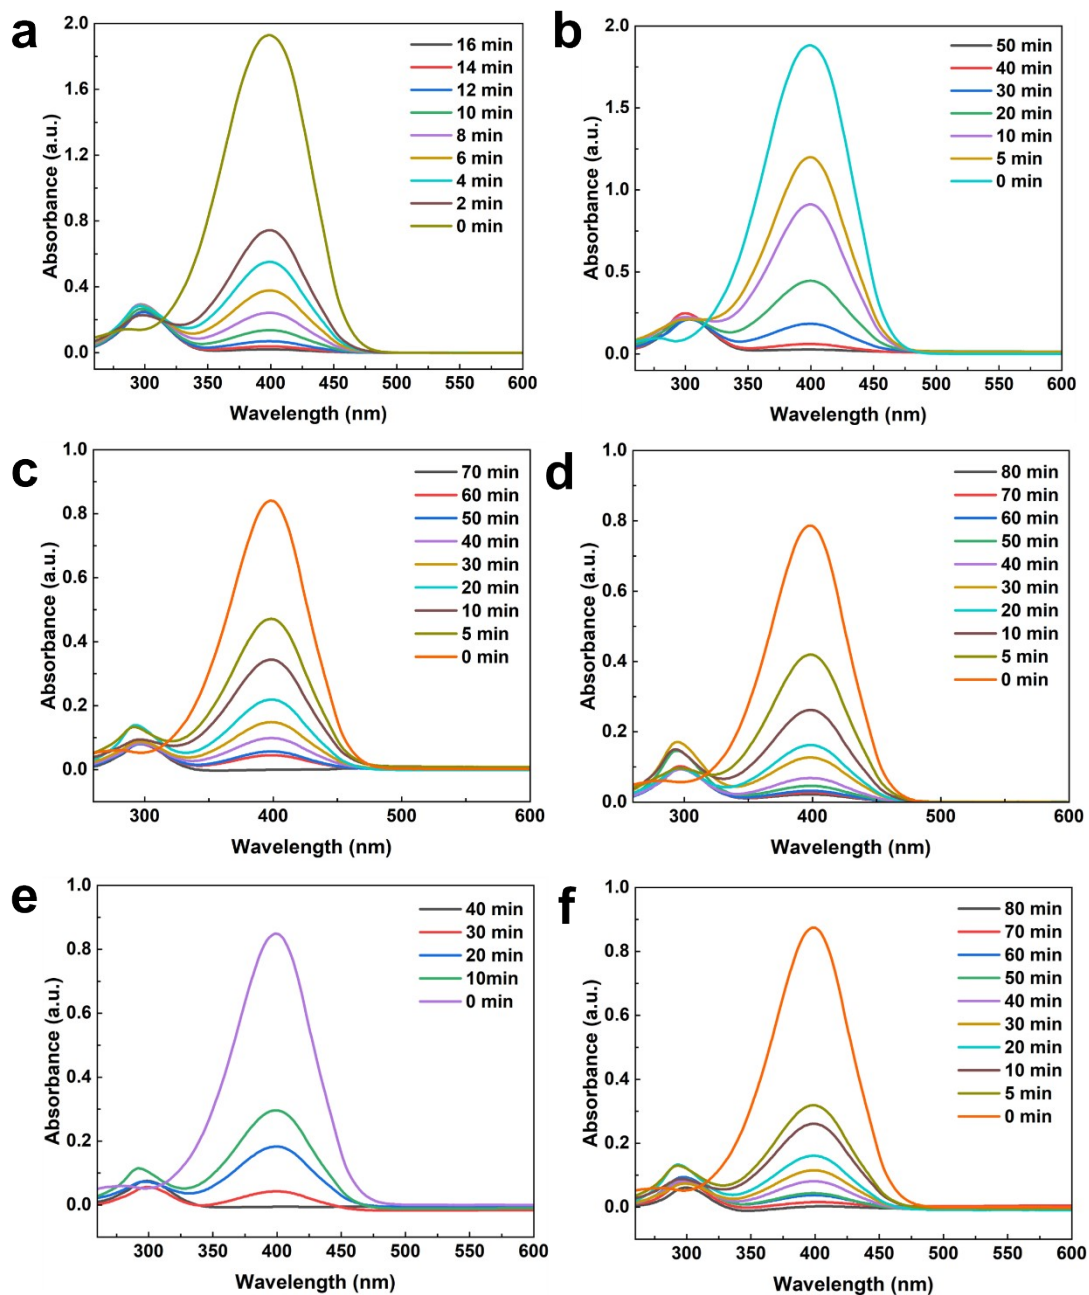 a
2.0
1.6
1.2
0.8
0.4
0.0
Absorbance (a.u.)
300 350 400 450 500 550 600
Wavelength (nm)
16 min
14 min
12 min
10 min
8 min
6 min
4 min
2 min
0 min
b
2.0
1.5
1.0
0.5
0.0
Absorbance (a.u.)
300 350 400 450 500 550 600
Wavelength (nm)
50 min
40 min
30 min
20 min
10 min
5 min
0 min
c
1.0
0.8
0.6
0.4
0.2
0.0
Absorbance (a.u.)
300 350 400 450 500 600
Wavelength (nm)
70 min
60 min
50 min
40 min
30 min
20 min
10 min
5 min
0 min
d
1.0
0.8
0.6
0.4
0.2
0.0
Absorbance (a.u.)
300 350 400 450 500 600
Wavelength (nm)
80 min
70 min
60 min
50 min
40 min
30 min
20 min
10 min
5 min
0 min
e
1.0
0.8
0.6
0.4
0.2
0.0
Absorbance (a.u.)
300 350 400 450 500 550 600
Wavelength (nm)
40 min
30 min
20 min
10min
0 min
f
1.0
0.8
0.6
0.4
0.2
0.0
Absorbance (a.u.)
300 350 400 450 500 550 600
Wavelength (nm)
80 min
70 min
60 min
50 min
40 min
30 min
20 min
10 min
5 min
0 min